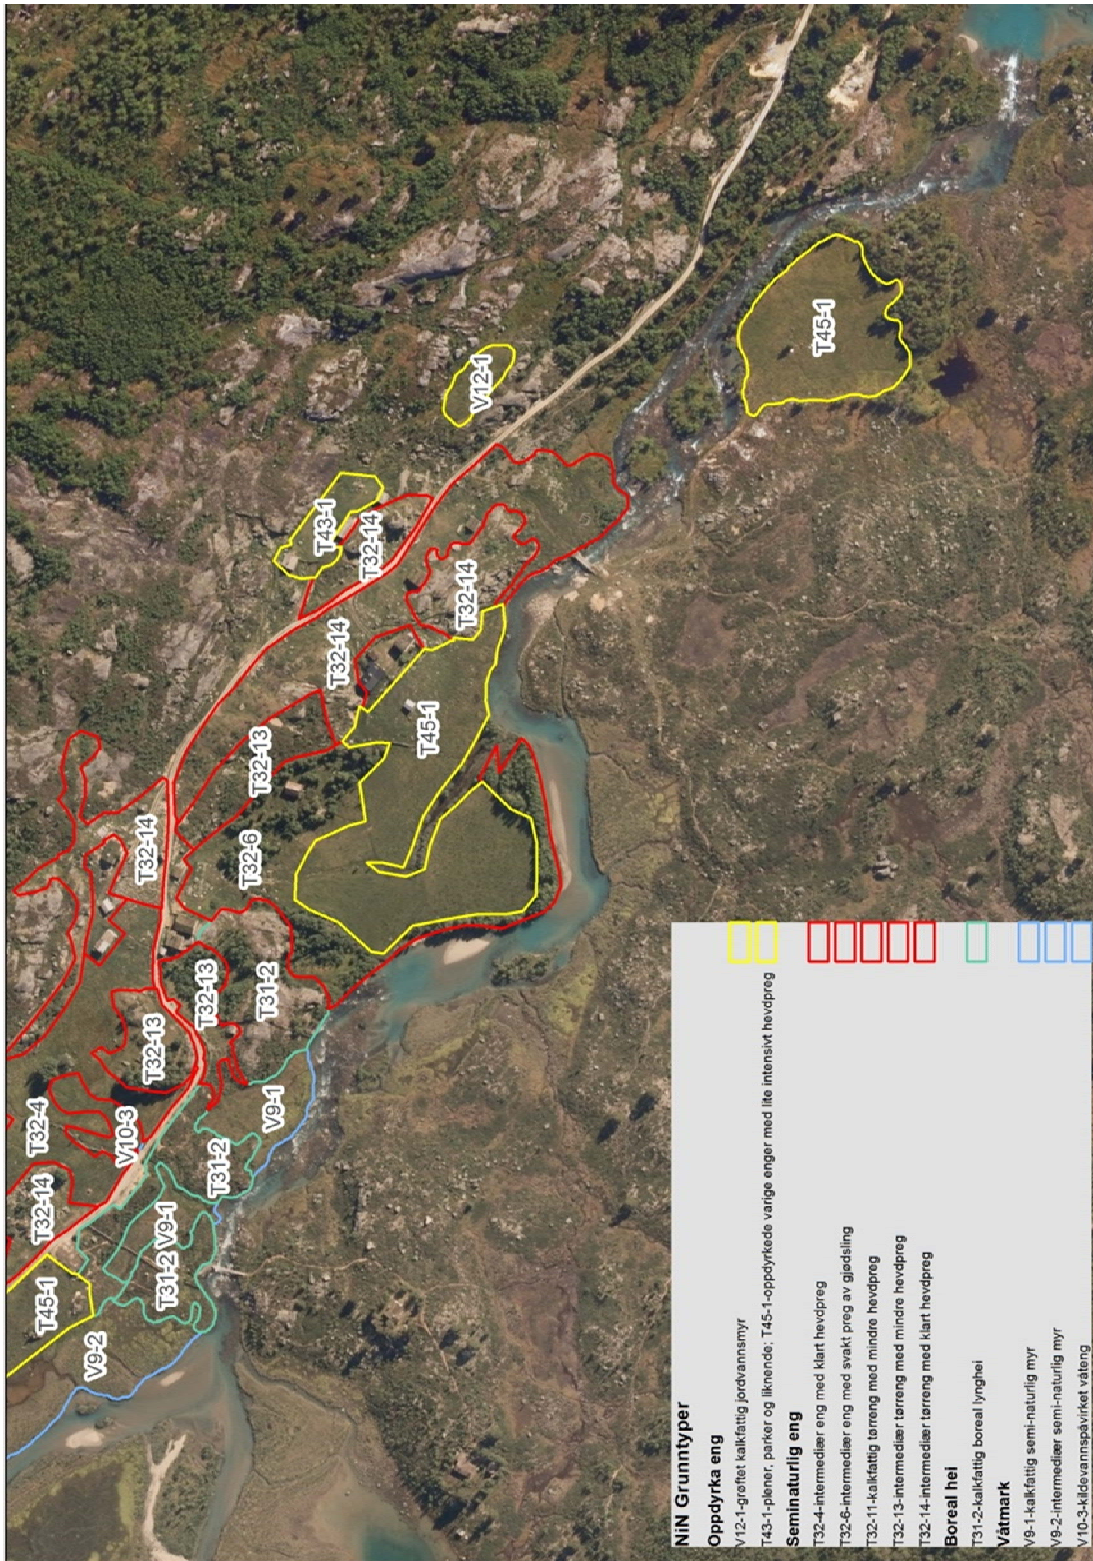 T32-4
T32-14
T45-1
V9-2
V10-3
T32-14
T32-13
T31-2 V9-1
T32-13
T31-2
T32-6
T32-13
T31-2
V9-1
T43-1
T32-14
T32-14
T45-1
T32-14
V12-1
T45-1
NiN Grunntyper
Oppdyrka eng
V12-1-grøftet kalkfattig jordvannsmyr
T43-1-plener, parker og liknende; T45-1-oppdyrkede varige enger med lite intensivt hevdpreg
Seminaturlig eng
T32-4-intermediær eng med klart hevdpreg
T32-6-intermediær eng med svakt preg av gjødsling
T32-11-kalkfattig tørreng med mindre hevdpreg
T32-13-intermediær tørreng med mindre hevdpreg
T32-14-intermediær tørreng med klart hevdpreg
Boreal hei
T31-2-kalkfattig boreal lynghei
Våtmark
V9-1-kalkfattig semi-naturlig myr
V9-2-intermediær semi-naturlig myr
V10-3-kildevannspåvirket våteng